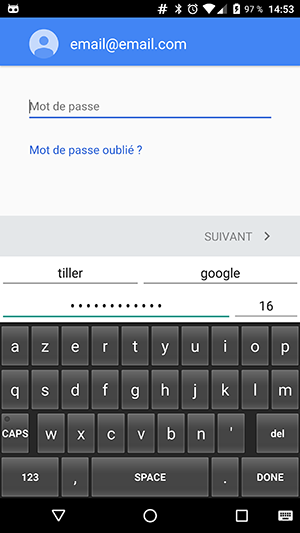 # 97 % 14:53
email@email.com
Mot de passe
Mot de passe oublié ?
SUIVANT
tiller google
•••••••••••• 16
a z e r t y u i o p
q s d f g h j k l m
CAPS w x c v b n ' del
123 , SPACE . DONE